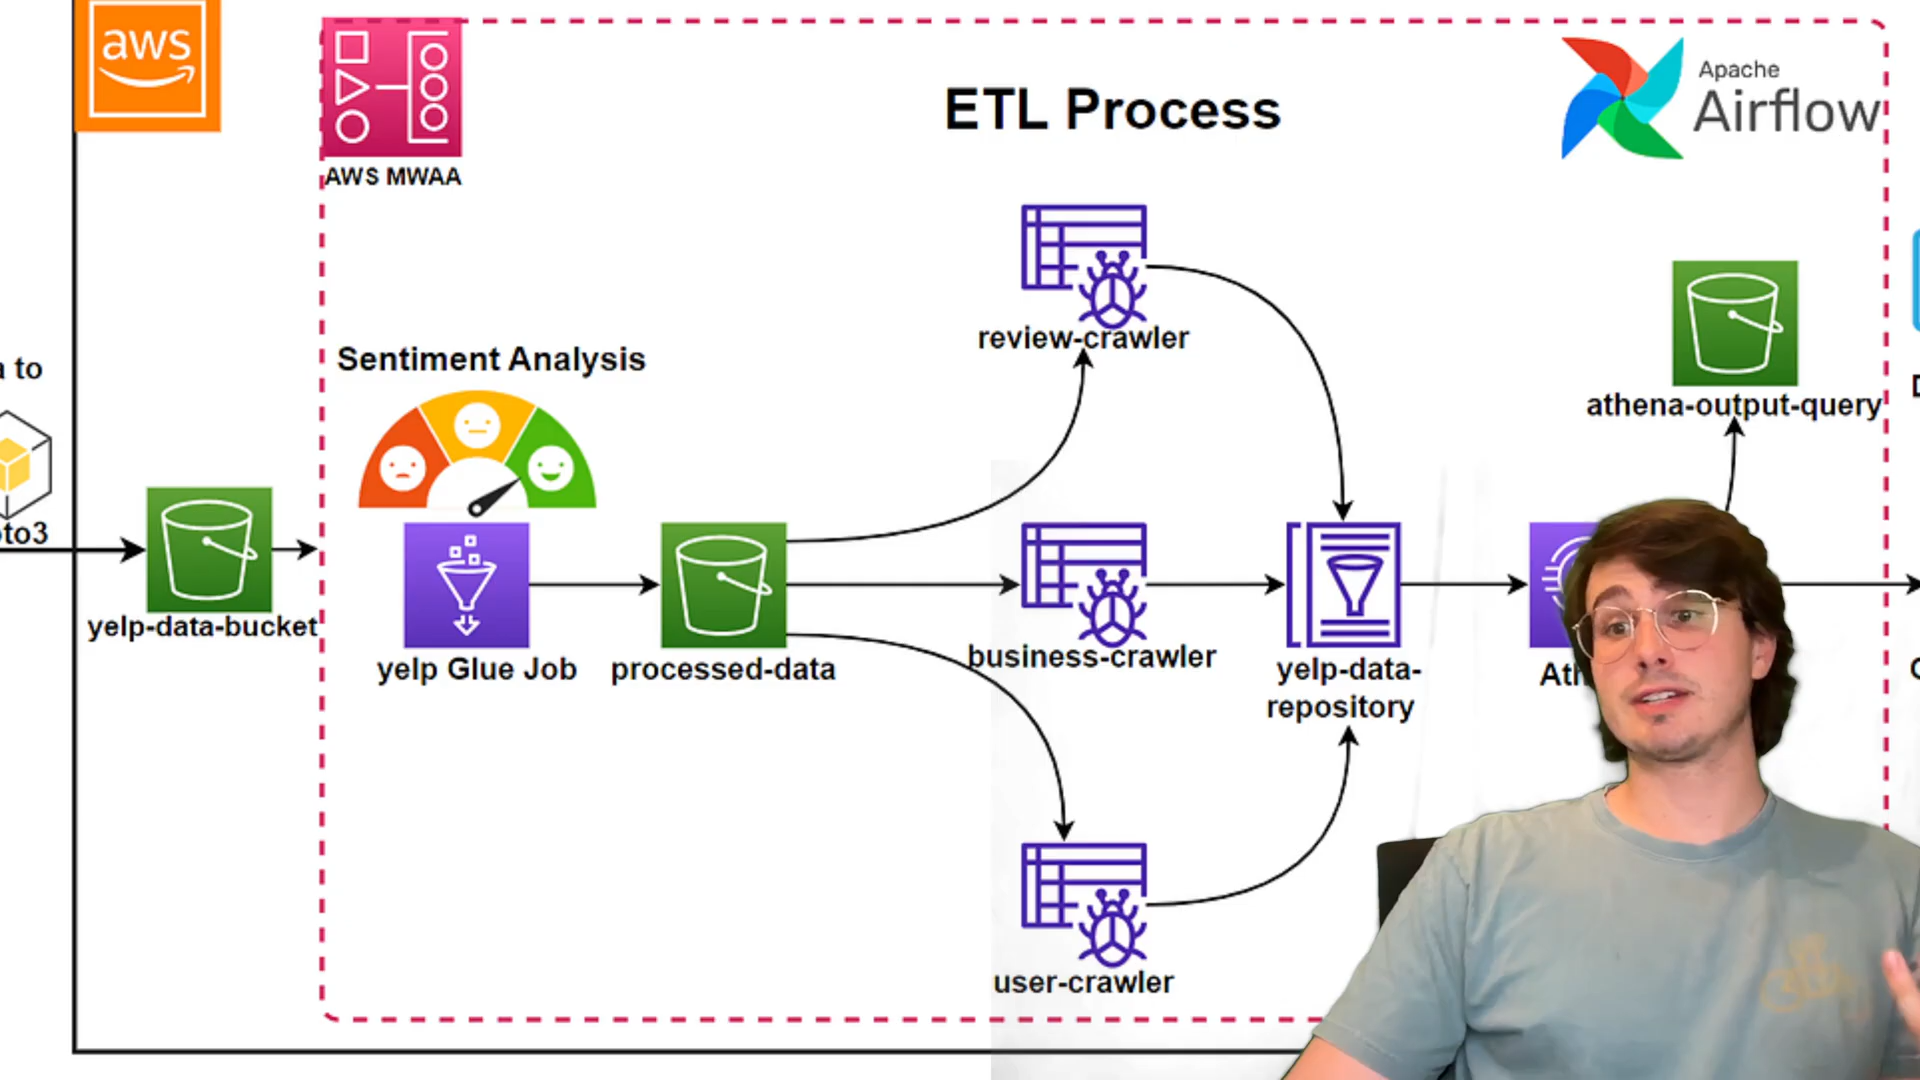 aws
AWS MWAA
ETL Process
Apache
Airflow
review-crawler
Sentiment Analysis
to
athena-output-query
yelp-data-bucket
yelp Glue Job
processed-data
business-crawler
yelp-data-
repository
user-crawler